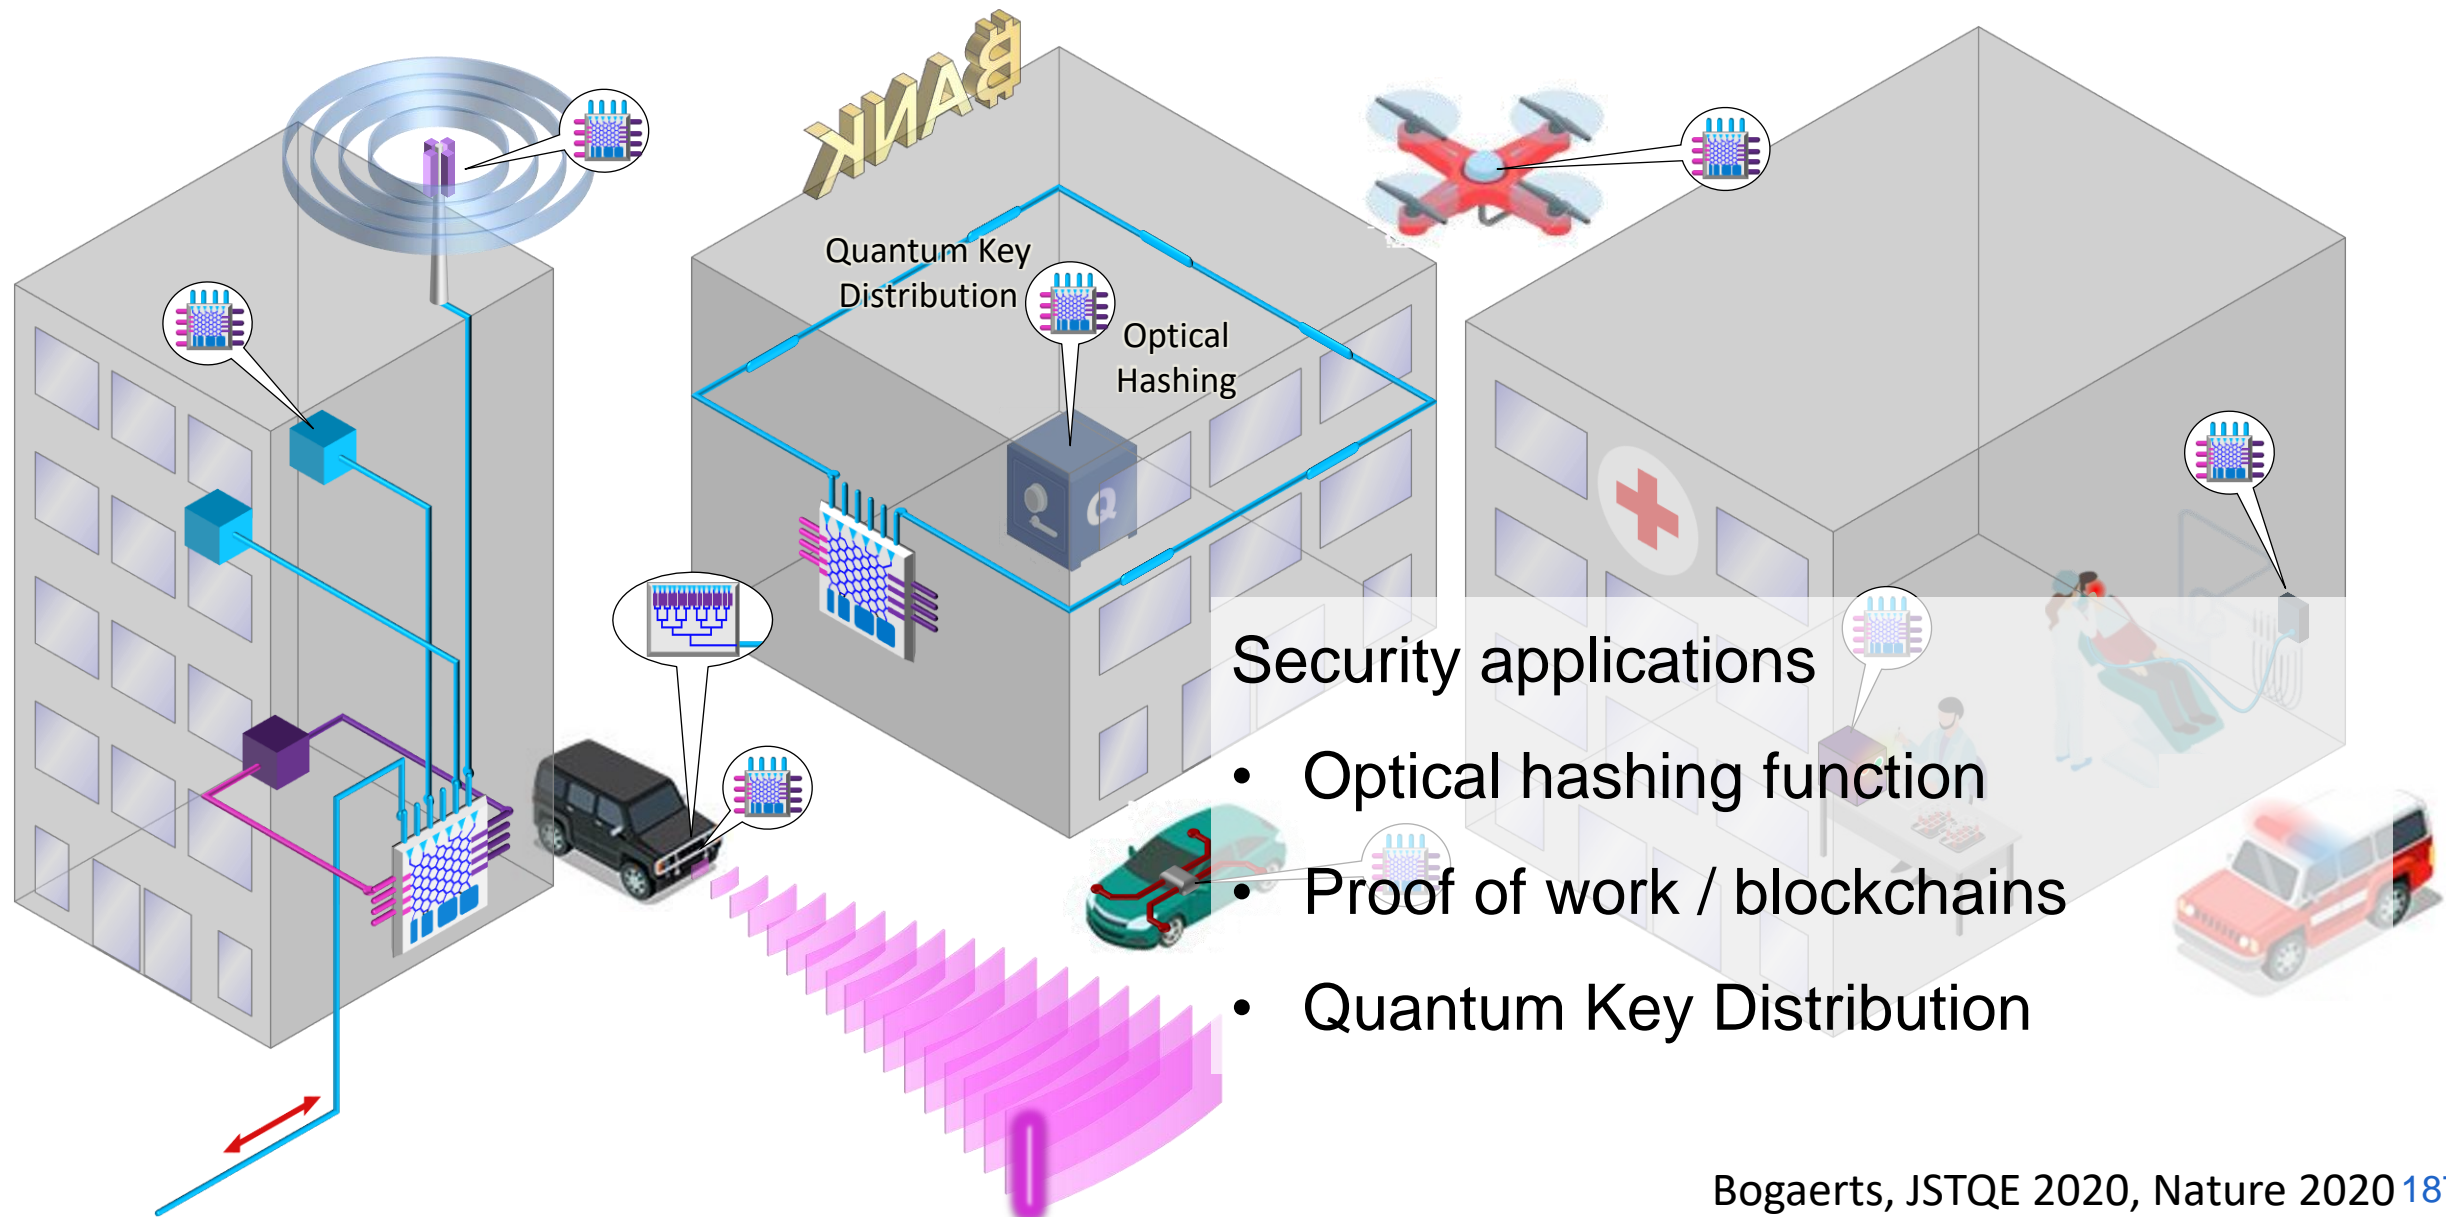 BANK
Quantum Key
Distribution
Optical
Hashing
Q
Security applications
• Optical hashing function
• Proof of work / blockchains
• Quantum Key Distribution
Bogaerts, JSTQE 2020, Nature 2020